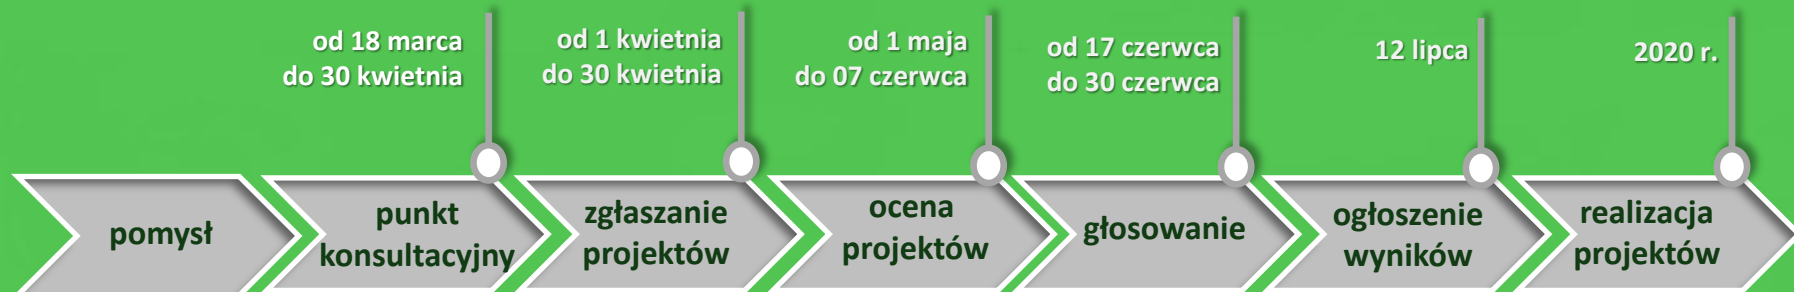 od 18 marca
do 30 kwietnia
od 1 kwietnia
do 30 kwietnia
od 1 maja
do 07 czerwca
od 17 czerwca
do 30 czerwca
12 lipca
2020 r.
pomysł
punkt
konsultacyjny
zgłaszanie
projektów
ocena
projektów
głosowanie
ogłoszenie
wyników
realizacja
projektów